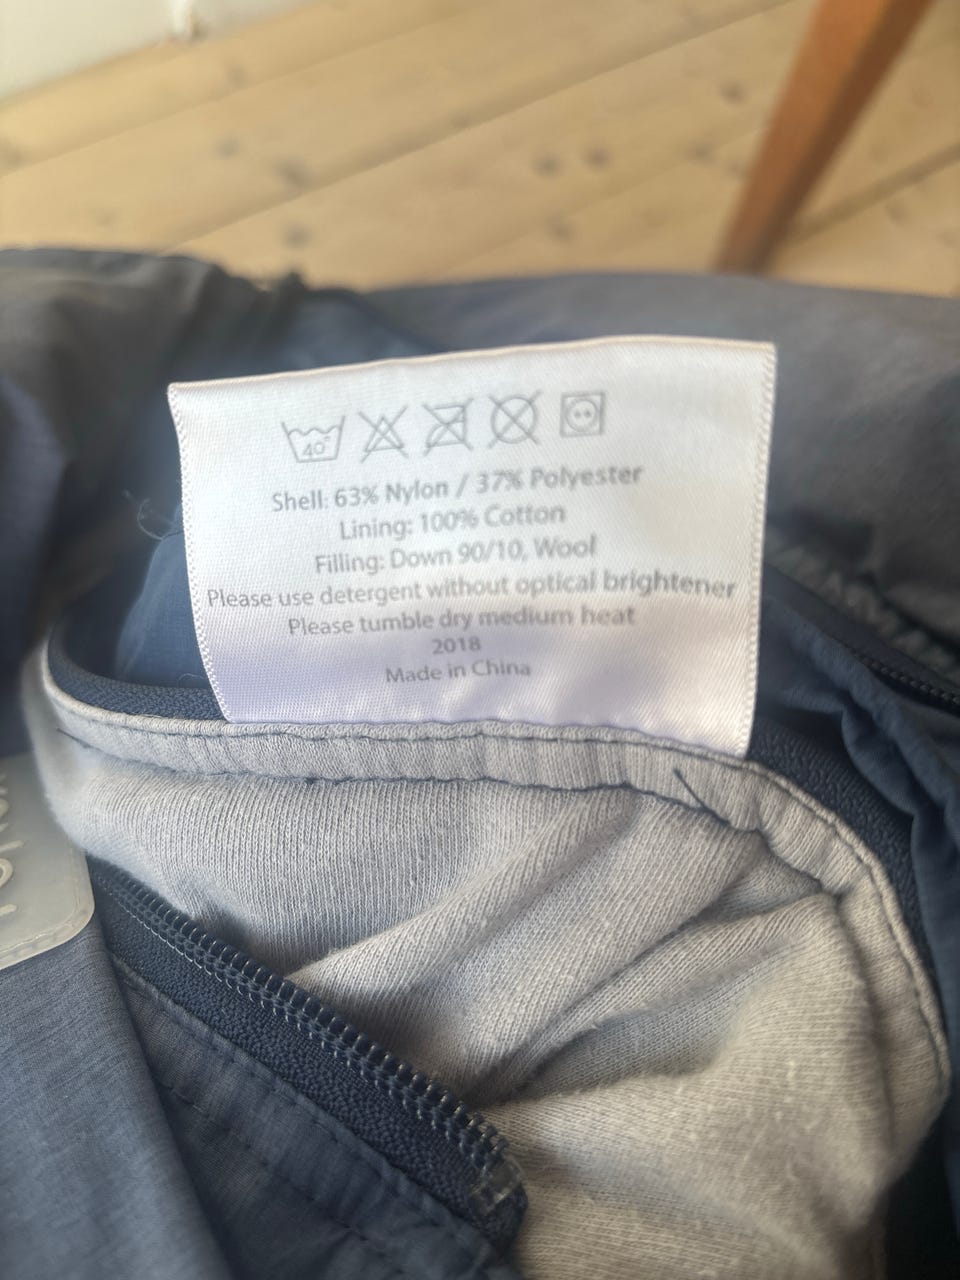 40°
Shell: 63% Nylon / 37% Polyester
Lining: 100% Cotton
Filling: Down 90/10, Wool
Please use detergent without optical brightener
Please tumble dry medium heat
2018
Made in China